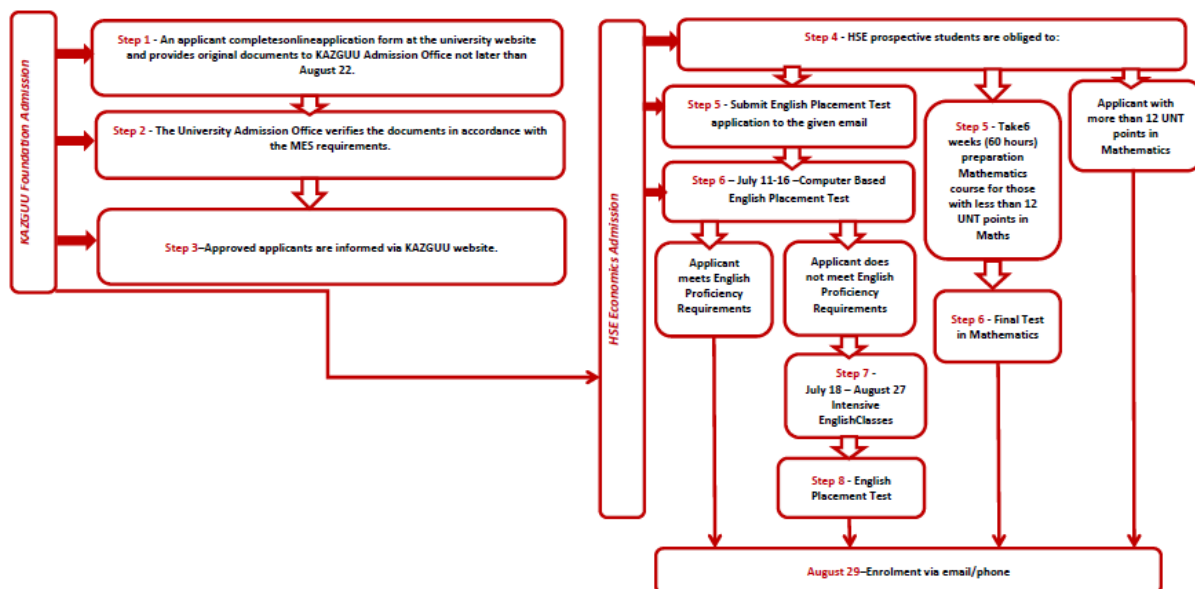 KAZGUU Foundation Admission
Step 1 - An applicant completesonlineapplication form at the university website
and provides original documents to KAZGUU Admission Office not later than
August 22.
Step 2 - The University Admission Office verifies the documents in accordance with
the MES requirements.
Step 3–Approved applicants are informed via KAZGUU website.
HSE Economics Admission
Step 4 - HSE prospective students are obliged to:
Step 5 - Submit English Placement Test
application to the given email
Step 6 – July 11-16 –Computer Based
English Placement Test
Applicant
meets English
Proficiency
Requirements
Applicant does
not meet English
Proficiency
Requirements
Step 7 -
July 18 – August 27
Intensive
EnglishClasses
Step 8 - English
Placement Test
Step 5 - Take6
weeks (60 hours)
preparation
Mathematics
course for those
with less than 12
UNT points in
Maths
Step 6 - Final Test
in Mathematics
Applicant with
more than 12 UNT
points in
Mathematics
August 29–Enrolment via email/phone